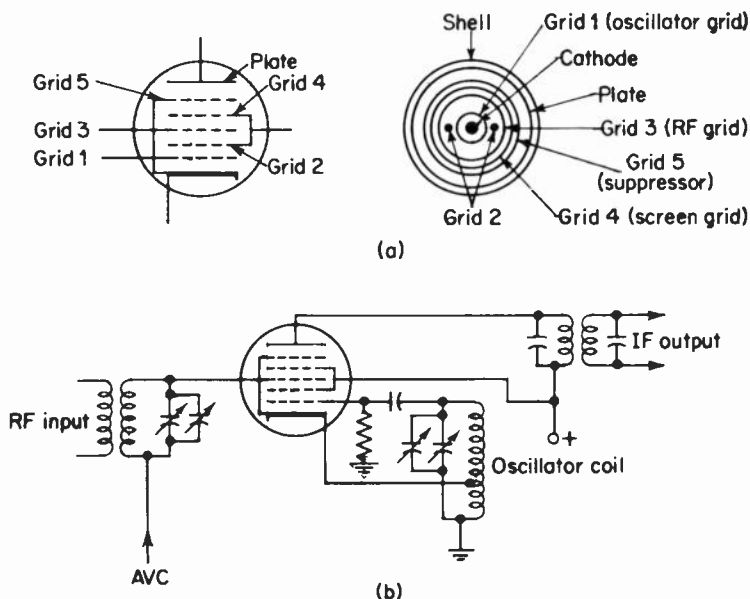 Plate
Grid 5
Grid 4
Grid 3
Grid 1
Grid 2
Shell
Grid 1 (oscillator grid)
Cathode
Plate
Grid 3 (RF grid)
Grid 5
(suppressor)
Grid 2
Grid 4 (screen grid)
(a)
IF output
RF input
+
Oscillator coil
AVC
(b)